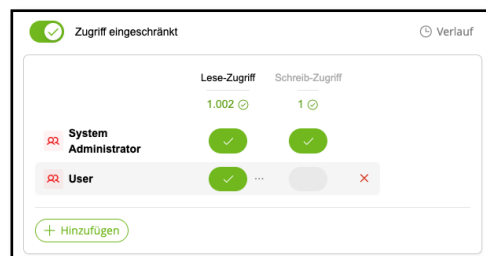 Zugriff eingeschränkt
Verlauf
Lese-Zugriff Schreib-Zugriff
1.002 1
System
Administrator
User ...
+ Hinzufügen